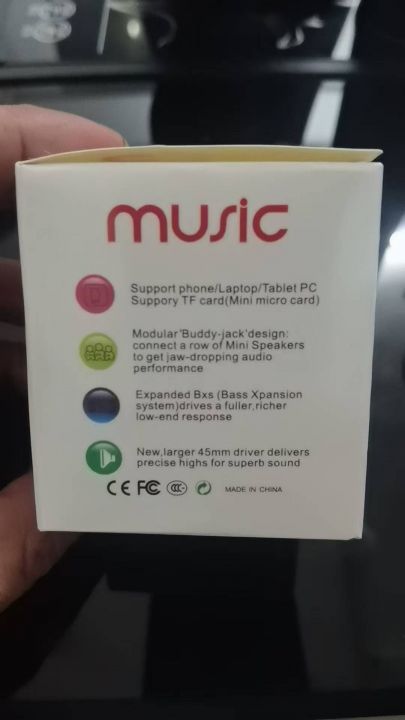 music
Support phone/Laptop/Tablet PC
Suppory TF card(Mini micro card)
Modular'Buddy-jack'design:
connect a row of Mini Speakers
to get jaw-dropping audio
performance
Expanded Bxs (Bass Xpansion
system)drives a fuller,richer
low-end response
New,larger 45mm driver delivers
precise highs for superb sound
CE FC CCC MADE IN CHINA